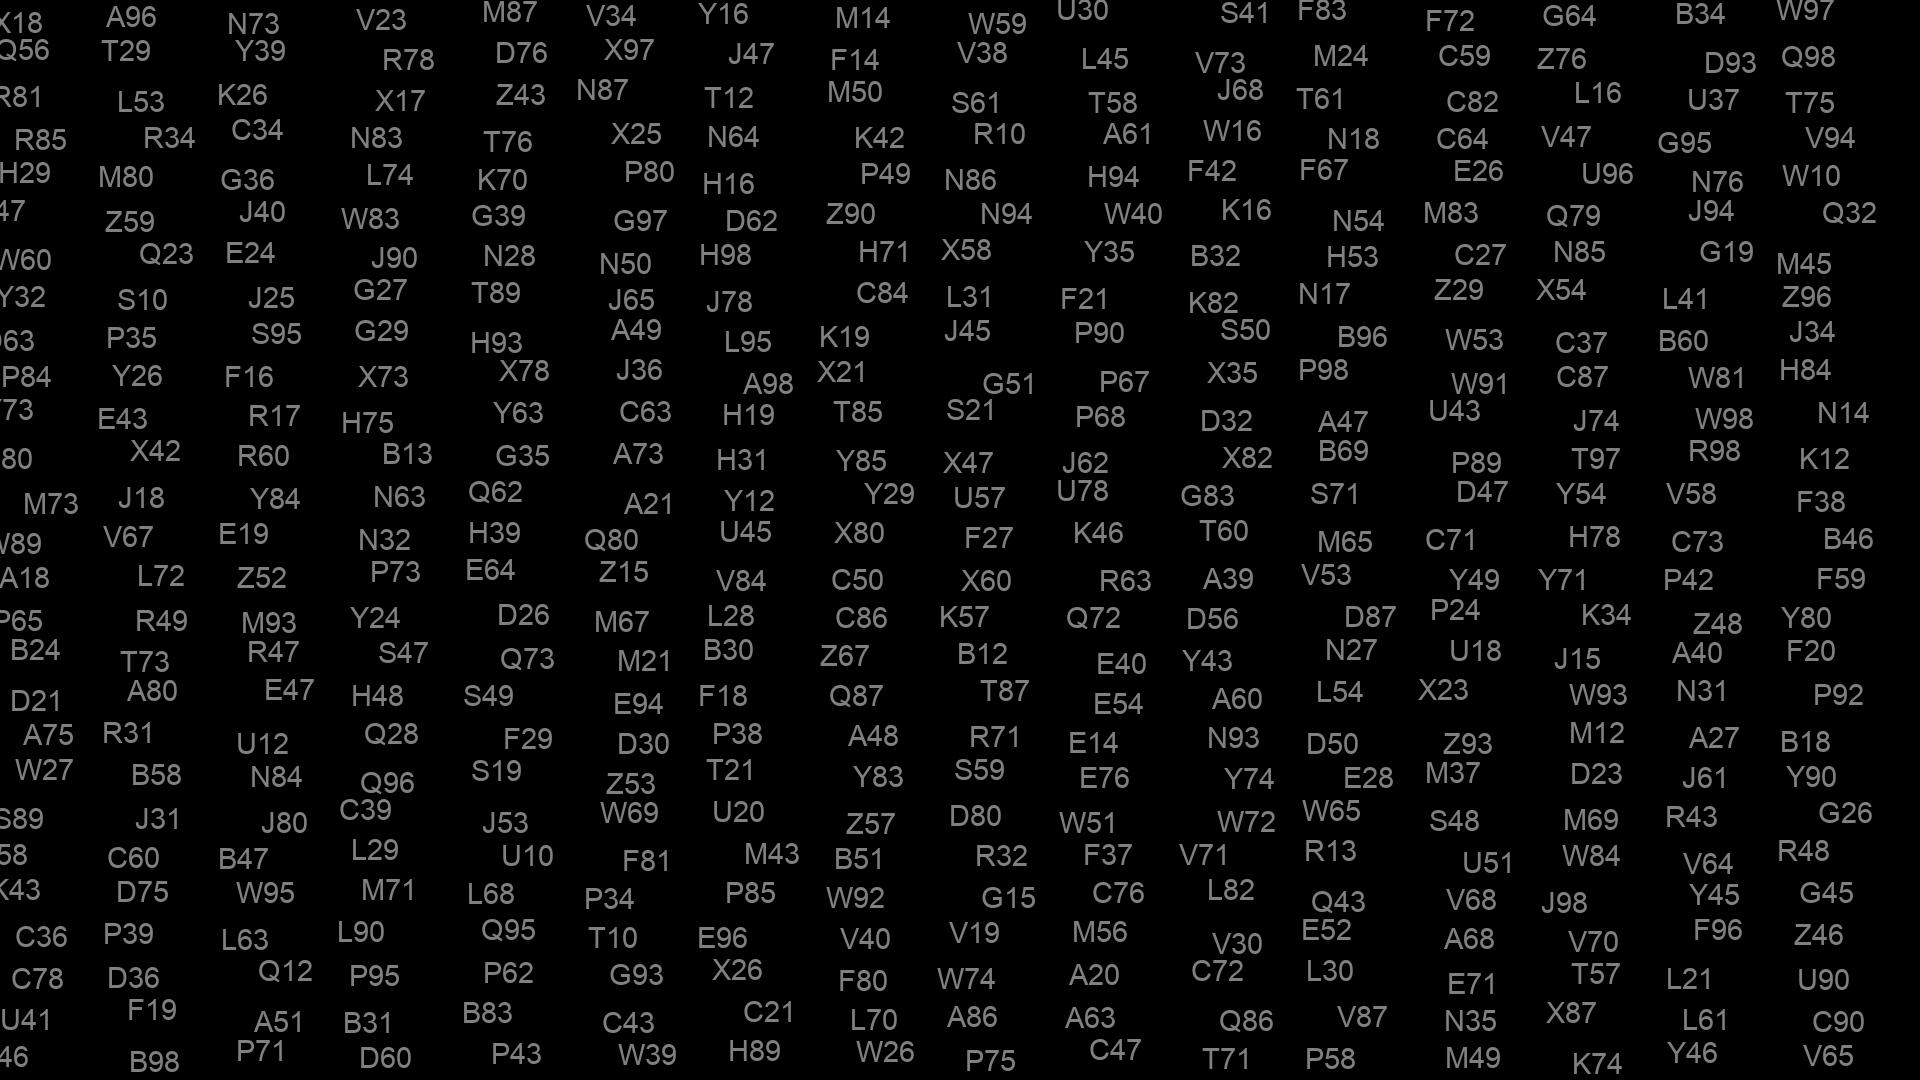 X18 A96 N73 V23 M87 V34 Y16 M14 W59 U30 S41 F83 F72 G64 B34 W97
Q56 T29 Y39 R78 D76 X97 J47 F14 V38 L45 V73 M24 C59 Z76 D93 Q98
R81 L53 K26 X17 Z43 N87 T12 M50 S61 T58 J68 T61 C82 L16 U37 T75
R85 R34 C34 N83 T76 X25 N64 K42 R10 A61 W16 N18 C64 V47 G95 V94
H29 M80 G36 L74 K70 P80 H16 P49 N86 H94 F42 F67 E26 U96 N76 W10
47 Z59 J40 W83 G39 G97 D62 Z90 N94 W40 K16 N54 M83 Q79 J94 Q32
W60 Q23 E24 J90 N28 N50 H98 H71 X58 Y35 B32 H53 C27 N85 G19 M45
Y32 S10 J25 G27 T89 J65 J78 C84 L31 F21 K82 N17 Z29 X54 L41 Z96
63 P35 S95 G29 H93 A49 L95 K19 J45 P90 S50 B96 W53 C37 B60 J34
P84 Y26 F16 X73 X78 J36 A98 X21 G51 P67 X35 P98 W91 C87 W81 H84
73 E43 R17 H75 Y63 C63 H19 T85 S21 P68 D32 A47 U43 J74 W98 N14
80 X42 R60 B13 G35 A73 H31 Y85 X47 J62 X82 B69 P89 T97 R98 K12
M73 J18 Y84 N63 Q62 A21 Y12 Y29 U57 U78 G83 S71 D47 Y54 V58 F38
W89 V67 E19 N32 H39 Q80 U45 X80 F27 K46 T60 M65 C71 H78 C73 B46
A18 L72 Z52 P73 E64 Z15 V84 C50 X60 R63 A39 V53 Y49 Y71 P42 F59
P65 R49 M93 Y24 D26 M67 L28 C86 K57 Q72 D56 D87 P24 K34 Z48 Y80
B24 T73 R47 S47 Q73 M21 B30 Z67 B12 E40 Y43 N27 U18 J15 A40 F20
D21 A80 E47 H48 S49 E94 F18 Q87 T87 E54 A60 L54 X23 W93 N31 P92
A75 R31 U12 Q28 F29 D30 P38 A48 R71 E14 N93 D50 Z93 M12 A27 B18
W27 B58 N84 Q96 S19 Z53 T21 Y83 S59 E76 Y74 E28 M37 D23 J61 Y90
S89 J31 J80 C39 J53 W69 U20 Z57 D80 W51 W72 W65 S48 M69 R43 G26
58 C60 B47 L29 U10 F81 M43 B51 R32 F37 V71 R13 U51 W84 V64 R48
K43 D75 W95 M71 L68 P34 P85 W92 G15 C76 L82 Q43 V68 J98 Y45 G45
C36 P39 L63 L90 Q95 T10 E96 V40 V19 M56 V30 E52 A68 V70 F96 Z46
C78 D36 Q12 P95 P62 G93 X26 F80 W74 A20 C72 L30 E71 T57 L21 U90
U41 F19 A51 B31 B83 C43 C21 L70 A86 A63 Q86 V87 N35 X87 L61 C90
46 B98 P71 D60 P43 W39 H89 W26 P75 C47 T71 P58 M49 K74 Y46 V65